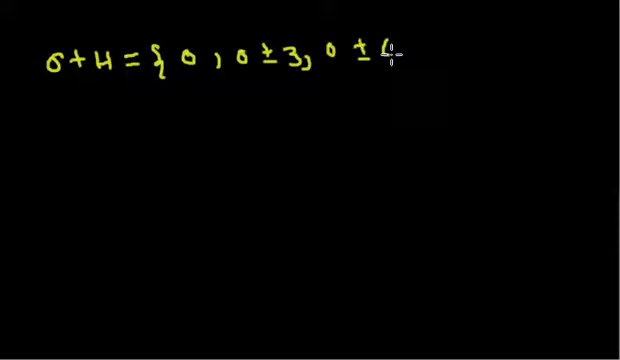 0 + H = { 0 , 0 ± 3, 0 ±